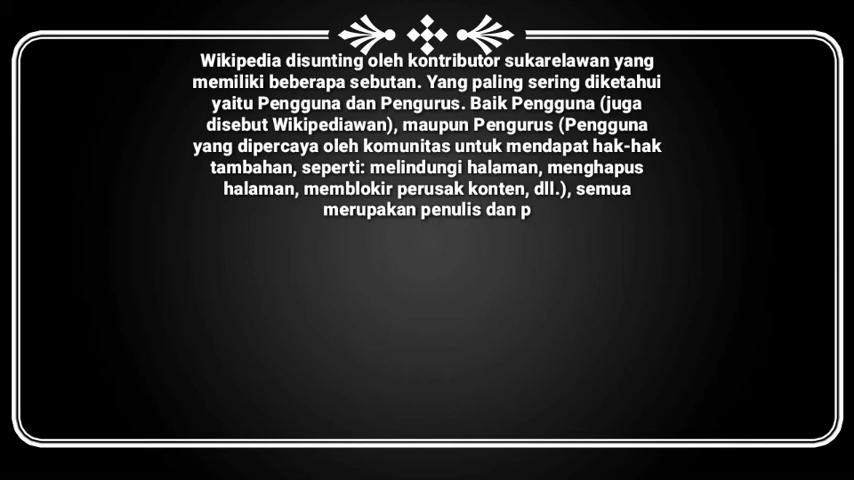 Wikipedia disunting oleh kontributor sukarelawan yang
memiliki beberapa sebutan. Yang paling sering diketahui
yaitu Pengguna dan Pengurus. Baik Pengguna (juga
disebut Wikipediawan), maupun Pengurus (Pengguna
yang dipercaya oleh komunitas untuk mendapat hak-hak
tambahan, seperti: melindungi halaman, menghapus
halaman, memblokir perusak konten, dll.), semua
merupakan penulis dan p